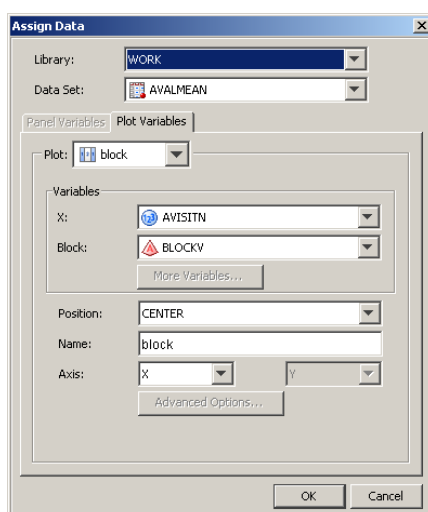 Assign Data
Library: WORK
Data Set: AVALMEAN
Panel Variables Plot Variables
Plot: block
Variables
X: 123 AVISITN
Block: BLOCKV
More Variables...
Position: CENTER
Name: block
Axis: X Y
Advanced Options...
OK Cancel